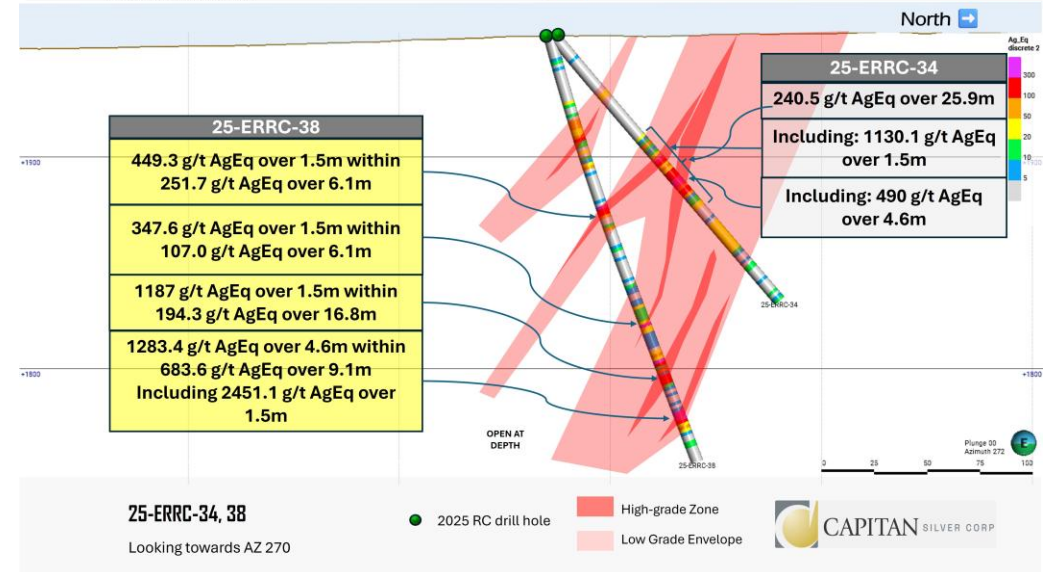 North
Ag_Eq
discrete 2
300
100
50
20
10
5
25-ERRC-34
240.5 g/t AgEq over 25.9m
Including: 1130.1 g/t AgEq
over 1.5m
Including: 490 g/t AgEq
over 4.6m
25-ERRC-38
449.3 g/t AgEq over 1.5m within
251.7 g/t AgEq over 6.1m
347.6 g/t AgEq over 1.5m within
107.0 g/t AgEq over 6.1m
1187 g/t AgEq over 1.5m within
194.3 g/t AgEq over 16.8m
1283.4 g/t AgEq over 4.6m within
683.6 g/t AgEq over 9.1m
Including 2451.1 g/t AgEq over
1.5m
+1900
+1800
+1800
25-ERRC-34
25-ERRC-38
OPEN AT
DEPTH
Plunge 00
Azimuth 272
E
0 25 50 75 100
25-ERRC-34, 38
Looking towards AZ 270
2025 RC drill hole
High-grade Zone
Low Grade Envelope
CAPITAN SILVER CORP